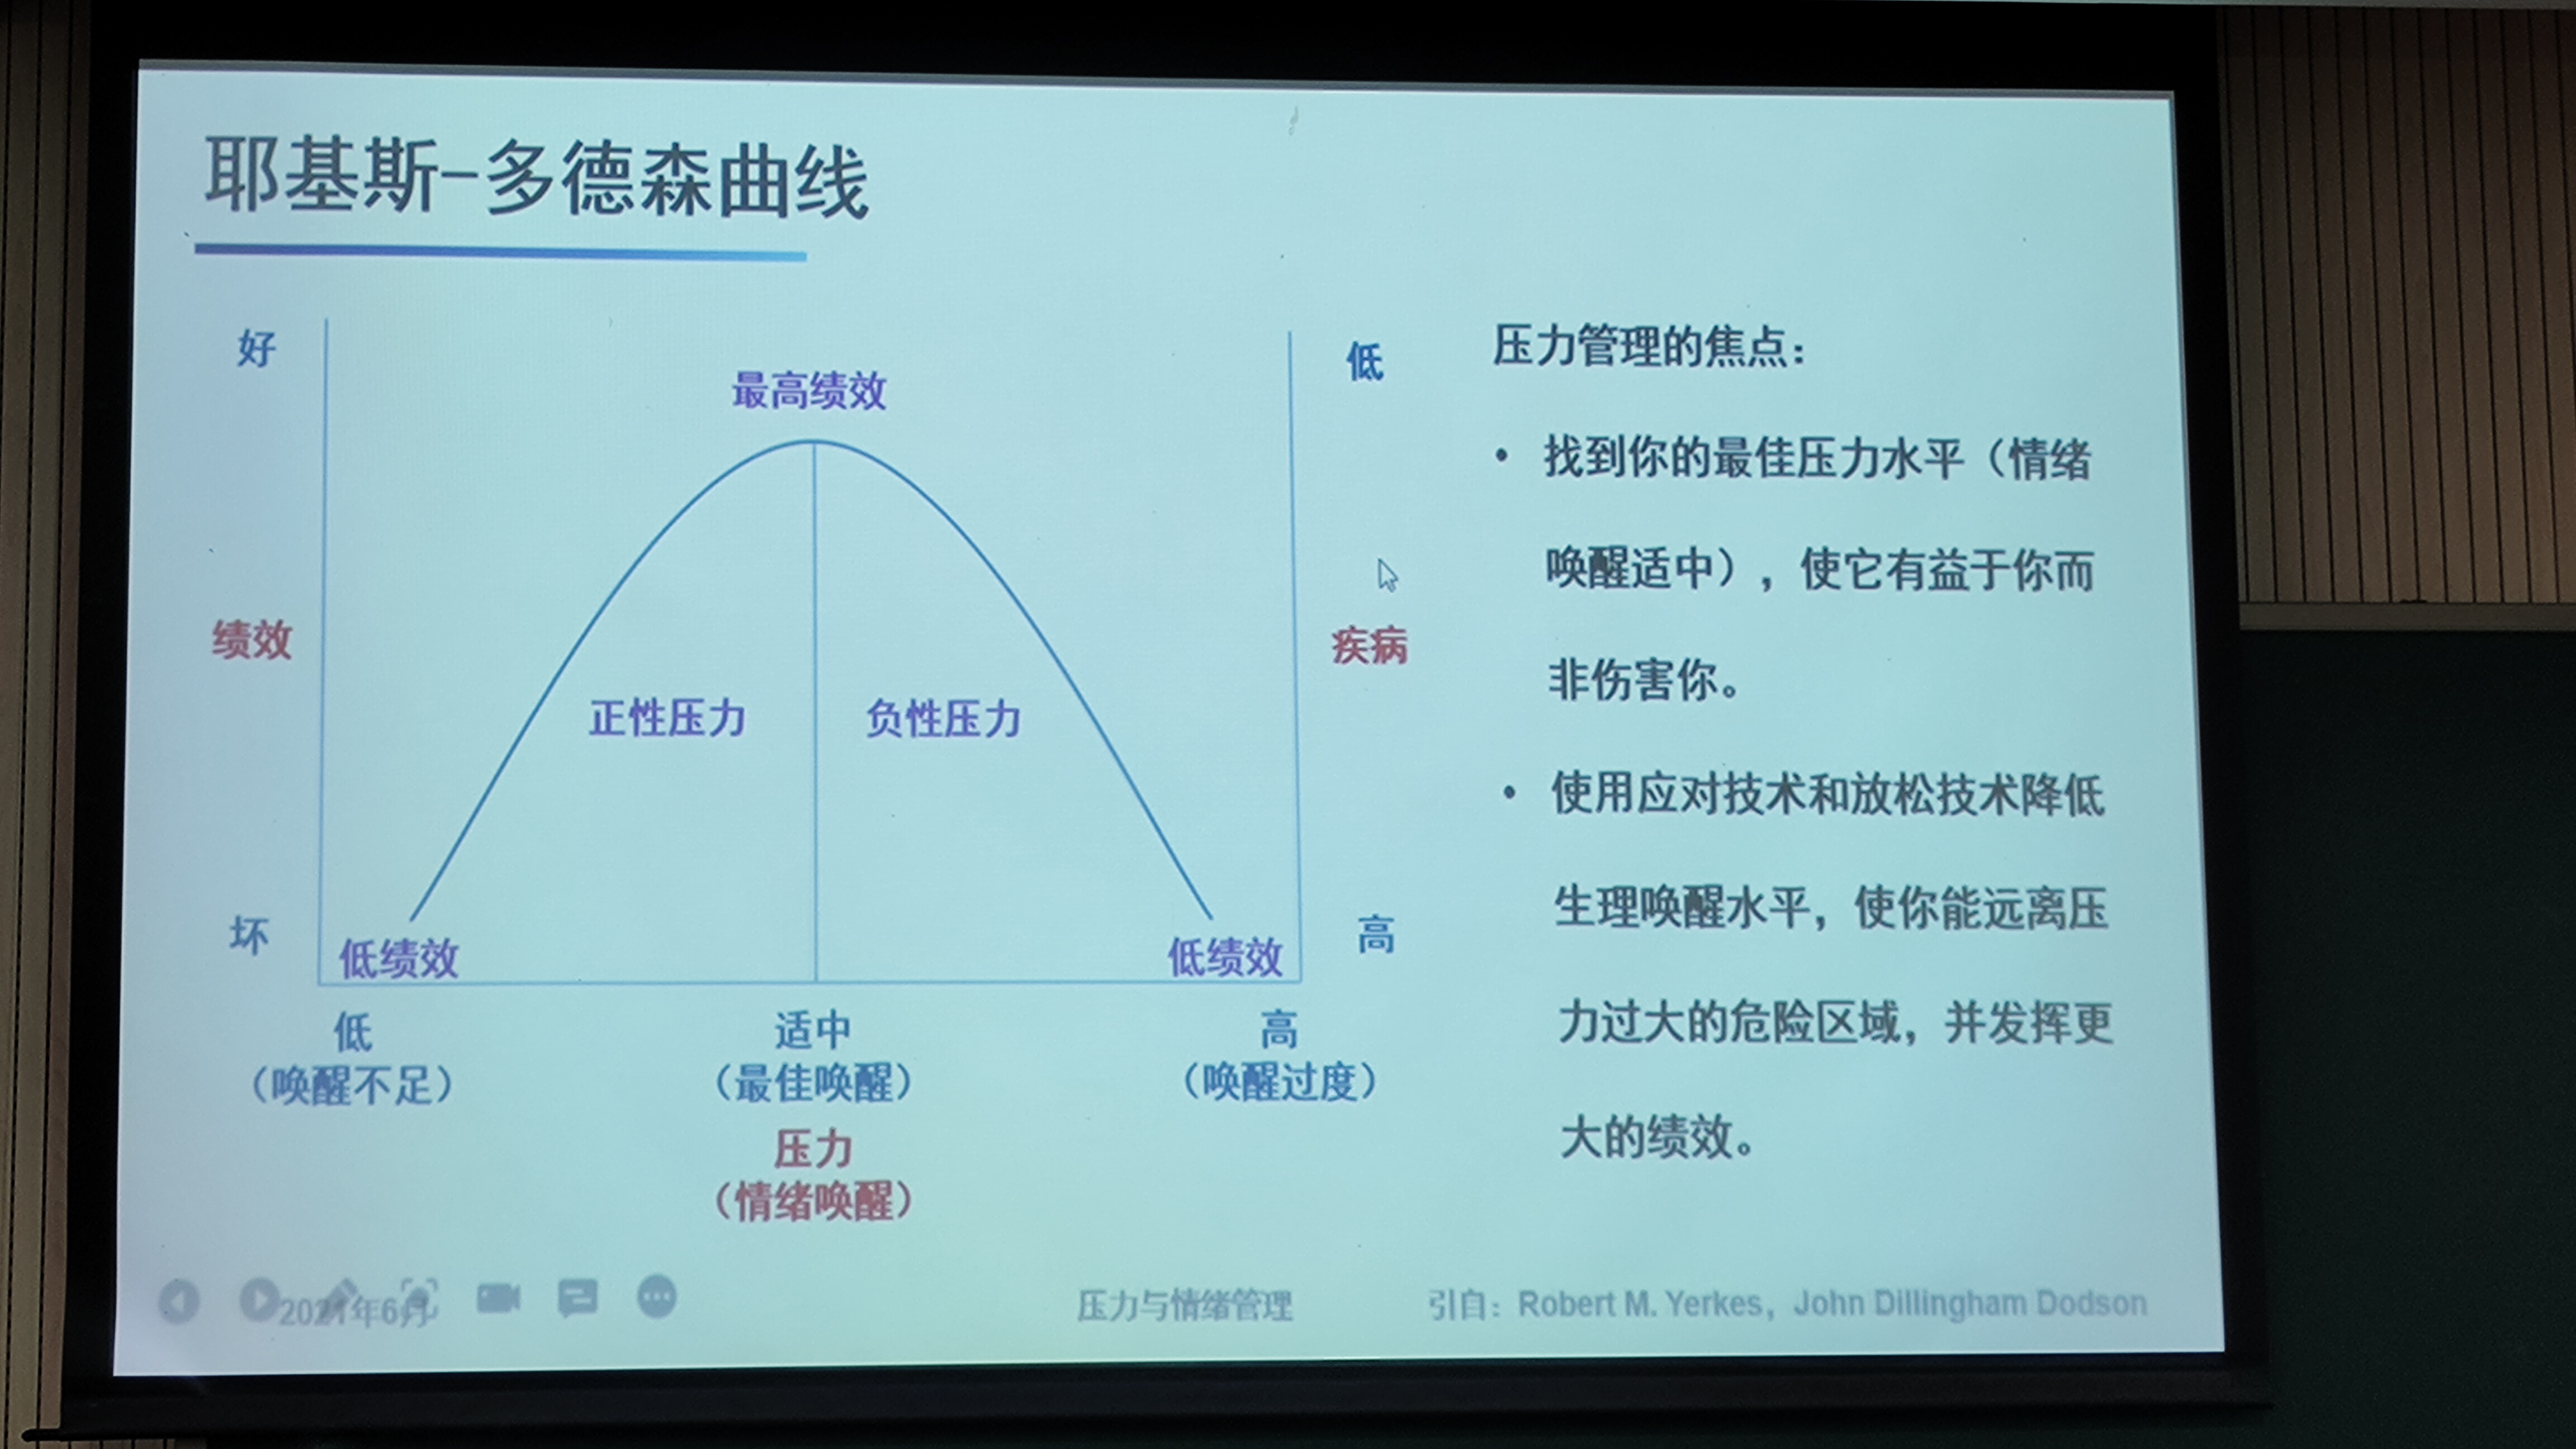 耶基斯-多德森曲线
好
最高绩效
低
绩效
疾病
正性压力
负性压力
坏
高
低绩效
低绩效
低
适中
高
（唤醒不足）
（最佳唤醒）
（唤醒过度）
压力
（情绪唤醒）
压力管理的焦点：
• 找到你的最佳压力水平（情绪
唤醒适中），使它有益于你而
非伤害你。
• 使用应对技术和放松技术降低
生理唤醒水平，使你能远离压
力过大的危险区域，并发挥更
大的绩效。
2021年6月
压力与情绪管理
引自：Robert M. Yerkes，John Dillingham Dodson